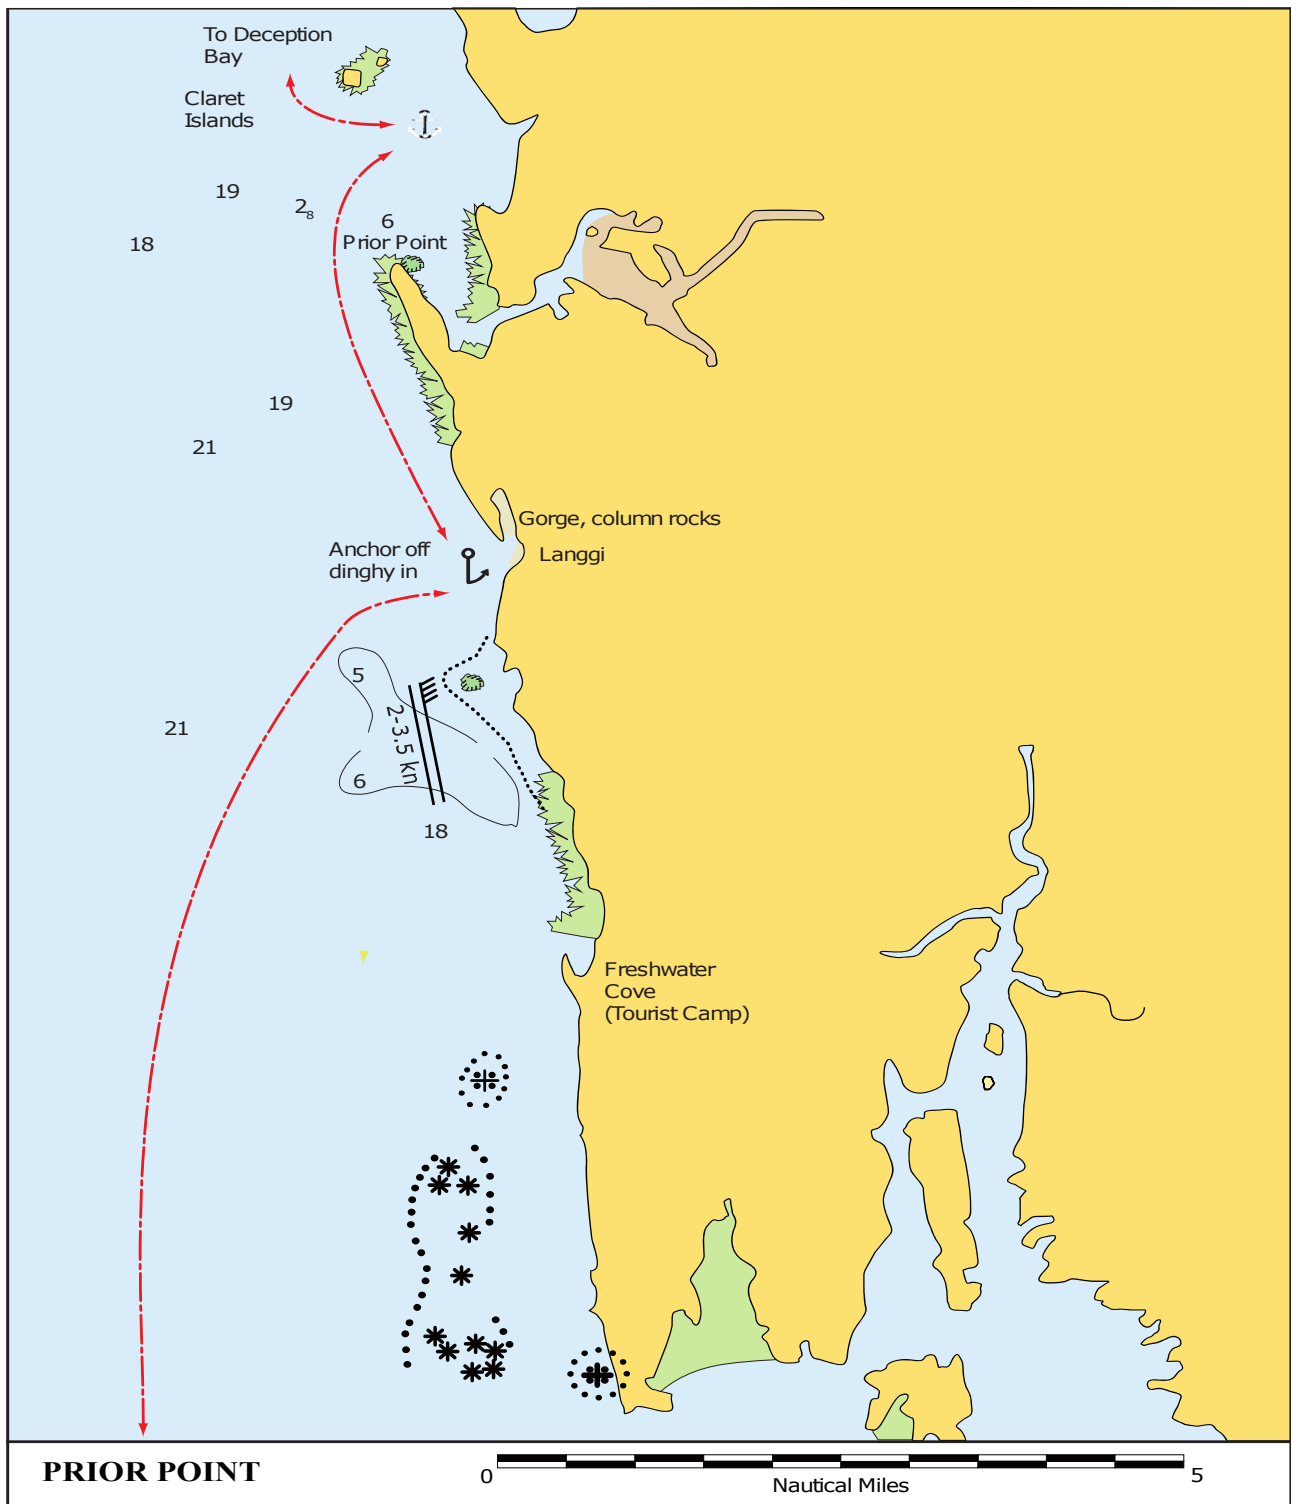 To Deception
Bay
Claret
Islands
19
2₈
6
18
Prior Point
19
21
Gorge, column rocks
Anchor off
dinghy in
Langgi
5
2-3,5 kn
21
6
18
Freshwater
Cove
(Tourist Camp)
PRIOR POINT
0
5
Nautical Miles